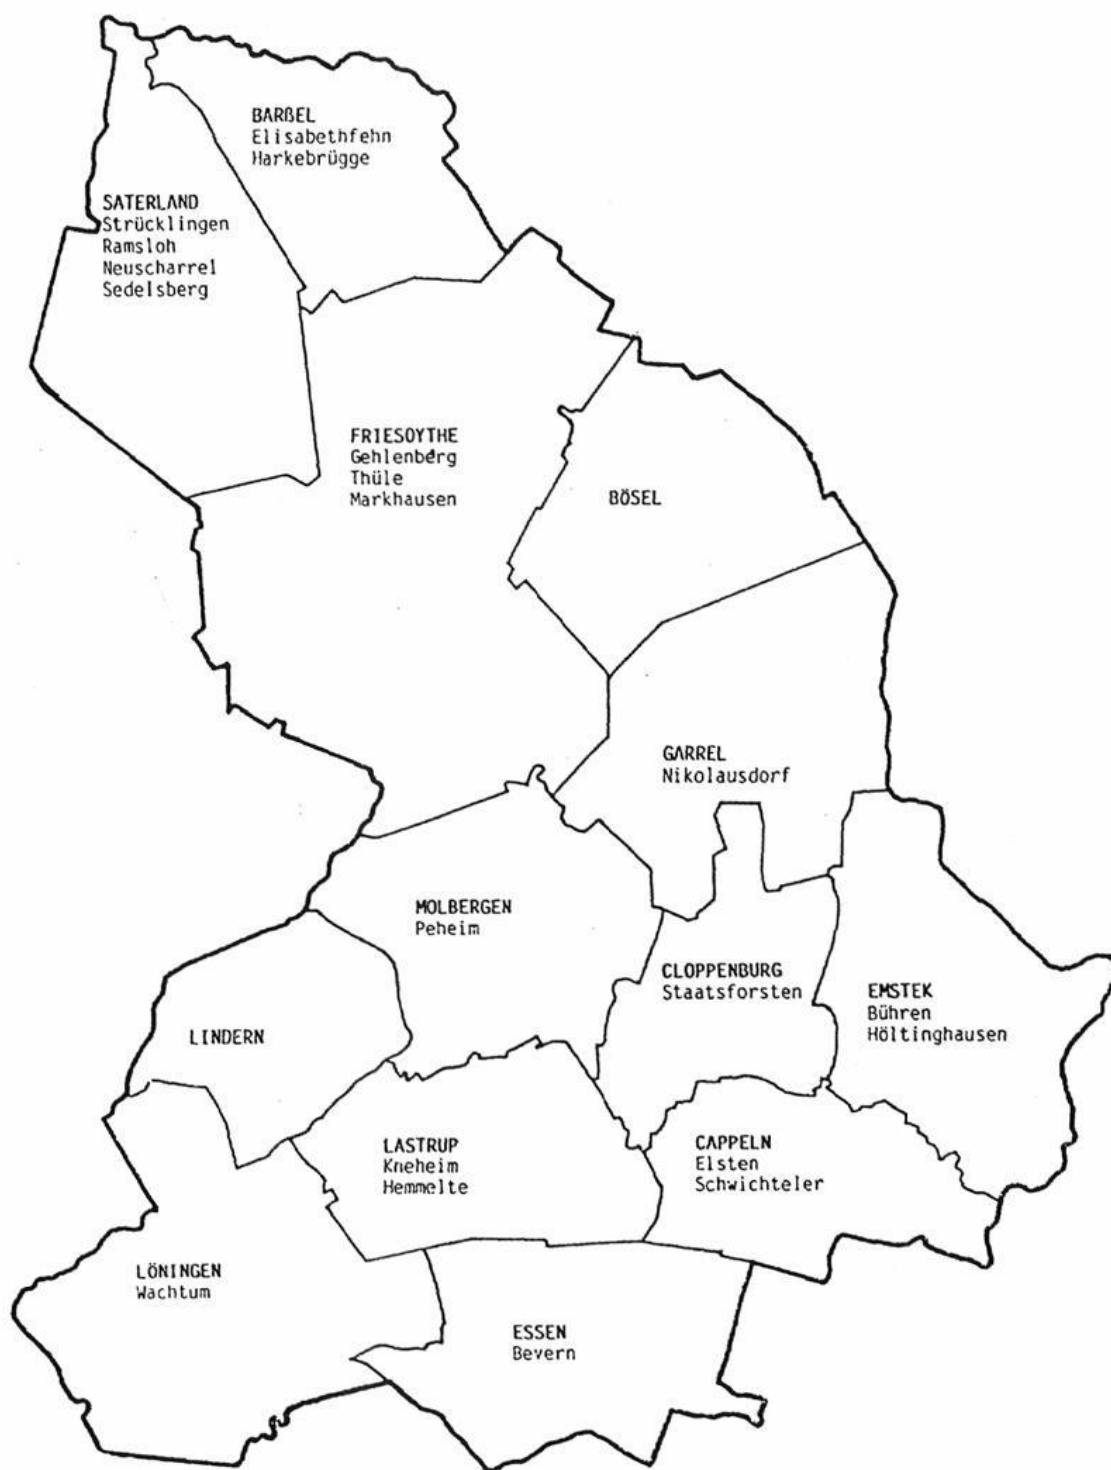 BARßEL
Elisabethfehn
Harkebrügge
SATERLAND
Strücklingen
Ramsloh
Neuscharrel
Sedelsberg
FRIESOYTHE
Gehlenberg
Thüle
Markhausen
BÖSEL
GARREL
Nikolausdorf
MOLBERGEN
Peheim
CLOPPENBURG
Staatsforsten
EMSTEK
Bühren
Höltinghausen
LINDERN
LASTRUP
Kneheim
Hemmelte
CAPPELN
Elsten
Schwichteler
LÖNINGEN
Wachtum
ESSEN
Bevern